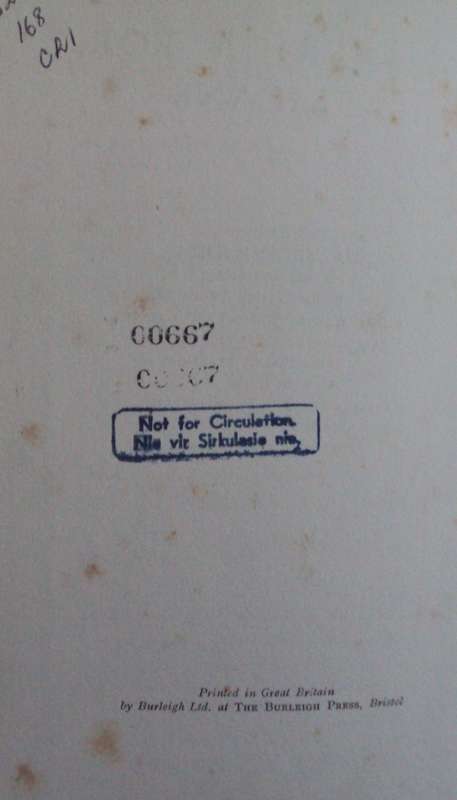 168
CRI
00667
Not for Circulation.
Nie vir Sirkulasie nie,
Printed in Great Britain
by Burleigh Ltd. at THE BURLEIGH PRESS, Bristol